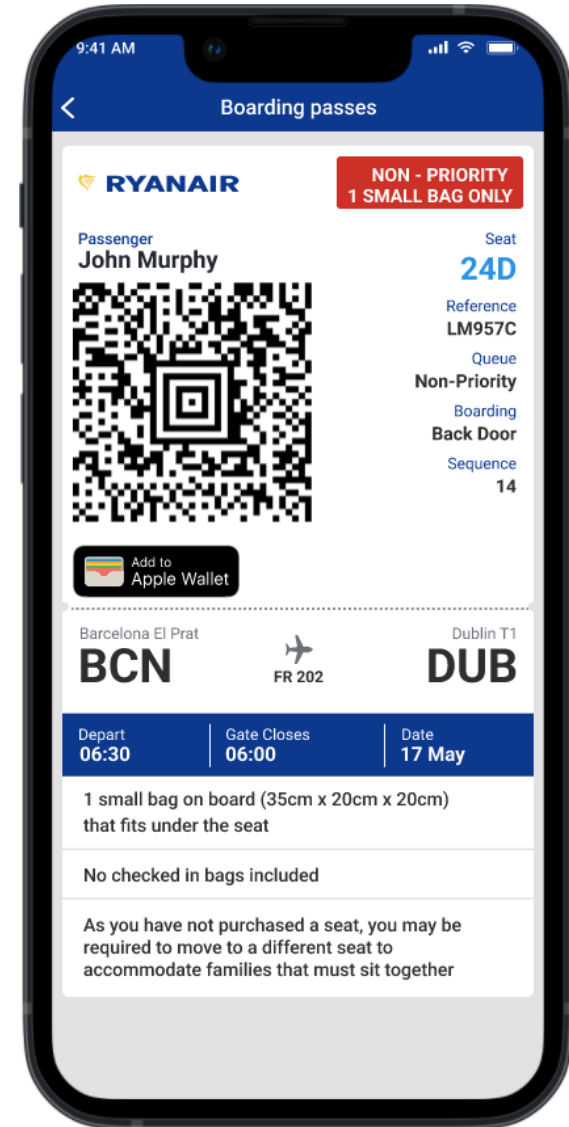 9:41 AM
Boarding passes
RYANAIR
NON - PRIORITY
1 SMALL BAG ONLY
Passenger
John Murphy
Seat
24D
Reference
LM957C
Queue
Non-Priority
Boarding
Back Door
Sequence
14
Add to
Apple Wallet
Barcelona El Prat
BCN
FR 202
Dublin T1
DUB
Depart
06:30
Gate Closes
06:00
Date
17 May
1 small bag on board (35cm x 20cm x 20cm)
that fits under the seat
No checked in bags included
As you have not purchased a seat, you may be
required to move to a different seat to
accommodate families that must sit together